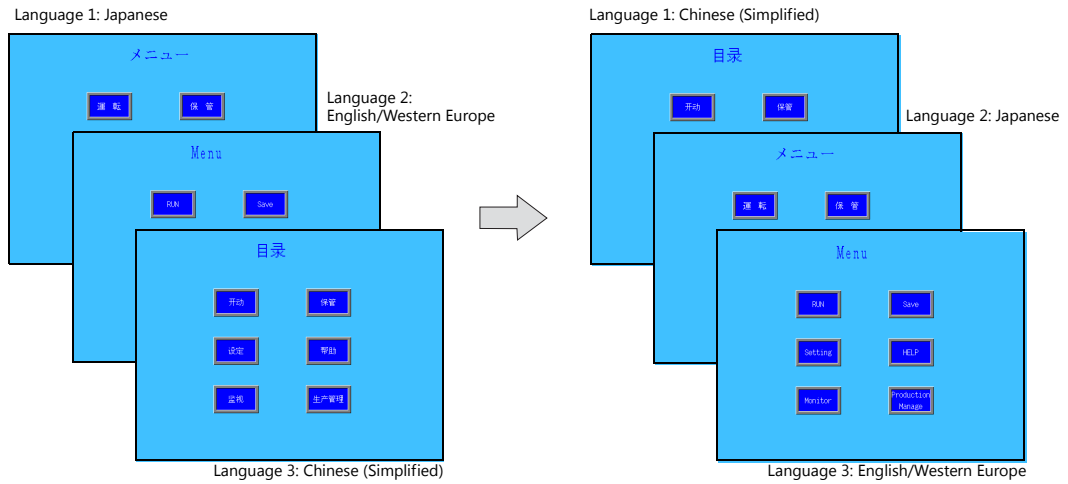 Language 1: Japanese
メニュー
運 転
保 管
Language 2:
English/Western Europe
Menu
RUN
Save
目录
开动
保管
设定
帮助
监视
生产管理
Language 3: Chinese (Simplified)
Language 1: Chinese (Simplified)
目录
开动
保管
Language 2: Japanese
メニュー
運 転
保 管
Menu
RUN
Save
Setting
HELP
Monitor
Production
Manage
Language 3: English/Western Europe